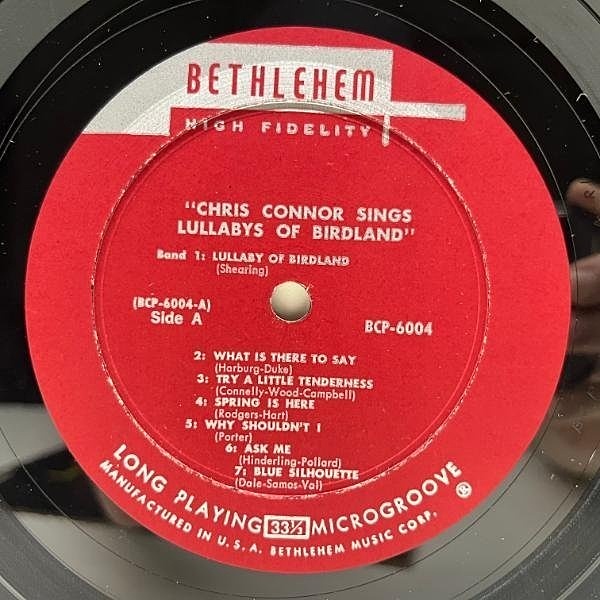 BETHLEHEM
HIGH FIDELITY
"CHRIS CONNOR SINGS
LULLABYS OF BIRDLAND"
Band 1: LULLABY OF BIRDLAND
(Shearing)
(BCP-6004-A)
Side A
BCP-6004
2: WHAT IS THERE TO SAY
(Harburg-Duke)
3: TRY A LITTLE TENDERNESS
(Connelly-Wood-Campbell)
4: SPRING IS HERE
(Rodgers-Hart)
5: WHY SHOULDN'T I
(Porter)
6: ASK ME
(Hinderling-Pollard)
7: BLUE SILHOUETTE
(Dale-Samos-Val)
LONG PLAYING 33⅓ MICROGROOVE ®
MANUFACTURED IN U.S.A. BETHLEHEM MUSIC CORP.